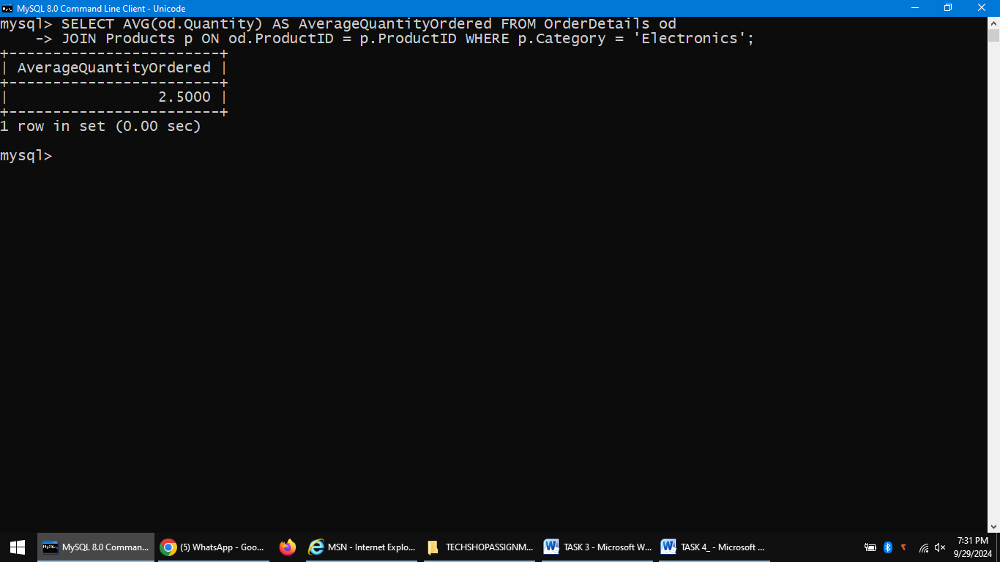 MySQL 8.0 Command Line Client - Unicode
mysql> SELECT AVG(od.Quantity) AS AverageQuantityOrdered FROM OrderDetails od
    -> JOIN Products p ON od.ProductID = p.ProductID WHERE p.Category = 'Electronics';
+------------------------+
| AverageQuantityOrdered |
+------------------------+
|                 2.5000 |
+------------------------+
1 row in set (0.00 sec)
mysql>
MySQL 8.0 Comman... (5) WhatsApp - Goo... MSN - Internet Explo... TECHSHOPASSIGNM... TASK 3 - Microsoft W... TASK 4_ - Microsoft ... 7:31 PM
9/29/2024